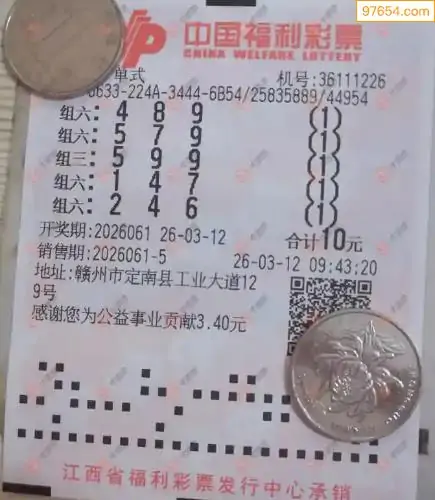 97654.com
中国福利彩票
CHINA WELFARE LOTTERY
单式 机号:36111226
6633-224A-3444-6B54/25835889/44954
组六: 4 8 9 (1)
组六: 5 7 9 (1)
组三: 5 9 9 (1)
组六: 1 4 7 (1)
组六: 2 4 6 (1)
开奖期:2026061 26-03-12 合计10元
销售期:2026061-5 26-03-12 09:43:20
地址:赣州市定南县工业大道12
9号
感谢您为公益事业贡献3.40元
江西省福利彩票发行中心承销